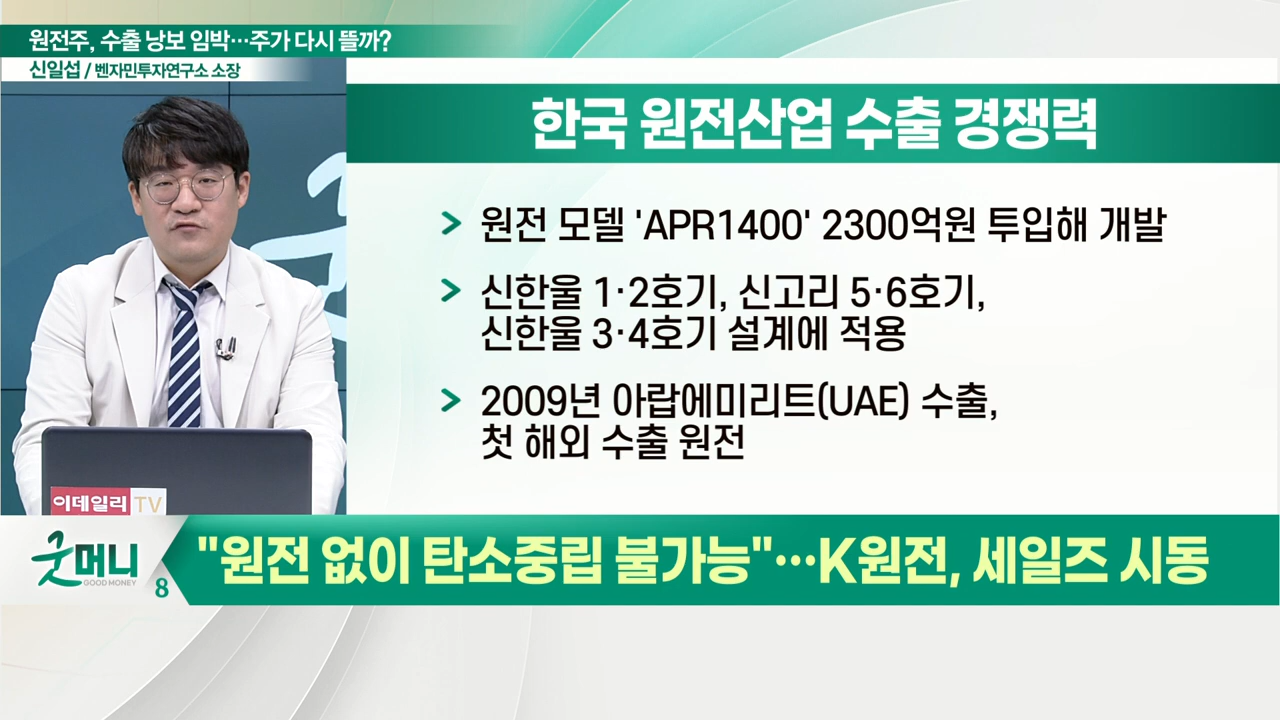 원전주, 수출 낭보 임박…주가 다시 뜰까?
신일섭 / 벤자민투자연구소 소장
한국 원전산업 수출 경쟁력
> 원전 모델 'APR1400' 2300억원 투입해 개발
> 신한울 1·2호기, 신고리 5·6호기,
신한울 3·4호기 설계에 적용
> 2009년 아랍에미리트(UAE) 수출,
첫 해외 수출 원전
이데일리 TV
굿머니
GOOD MONEY
8
"원전 없이 탄소중립 불가능"…K원전, 세일즈 시동